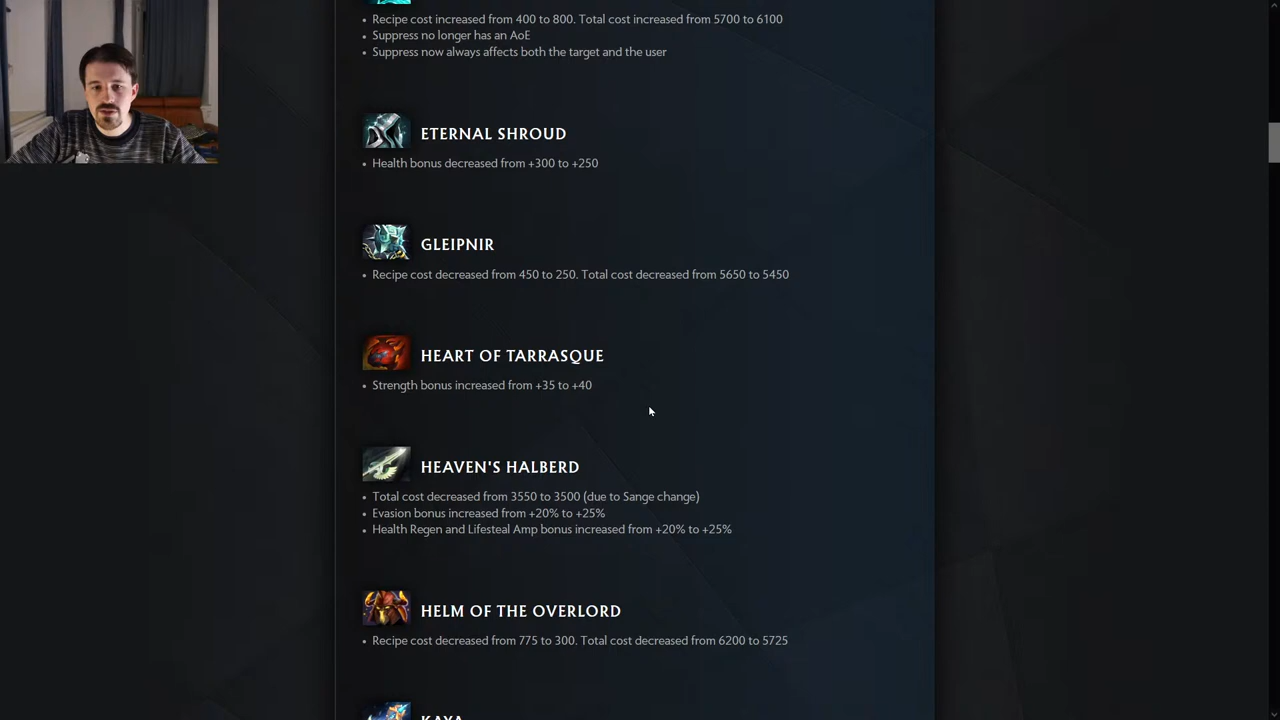 Recipe cost increased from 400 to 800. Total cost increased from 5700 to 6100
Suppress no longer has an AoE
Suppress now always affects both the target and the user
ETERNAL SHROUD
Health bonus decreased from +300 to +250
GLEIPNIR
Recipe cost decreased from 450 to 250. Total cost decreased from 5650 to 5450
HEART OF TARRASQUE
Strength bonus increased from +35 to +40
HEAVEN'S HALBERD
Total cost decreased from 3550 to 3500 (due to Sange change)
Evasion bonus increased from +20% to +25%
Health Regen and Lifesteal Amp bonus increased from +20% to +25%
HELM OF THE OVERLORD
Recipe cost decreased from 775 to 300. Total cost decreased from 6200 to 5725
KAYA